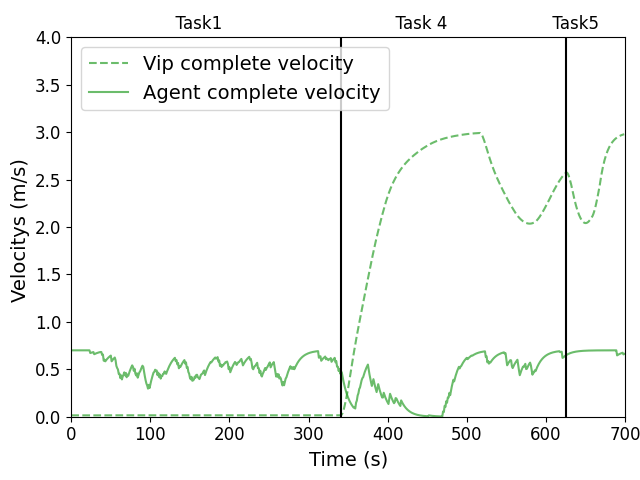 Task1 Task 4 Task5
4.0
Vip complete velocity
3.5
Agent complete velocity
3.0
2.5
2.0
1.5
1.0
0.5
0.0
Velocitys (m/s)
0 100 200 300 400 500 600 700
Time (s)